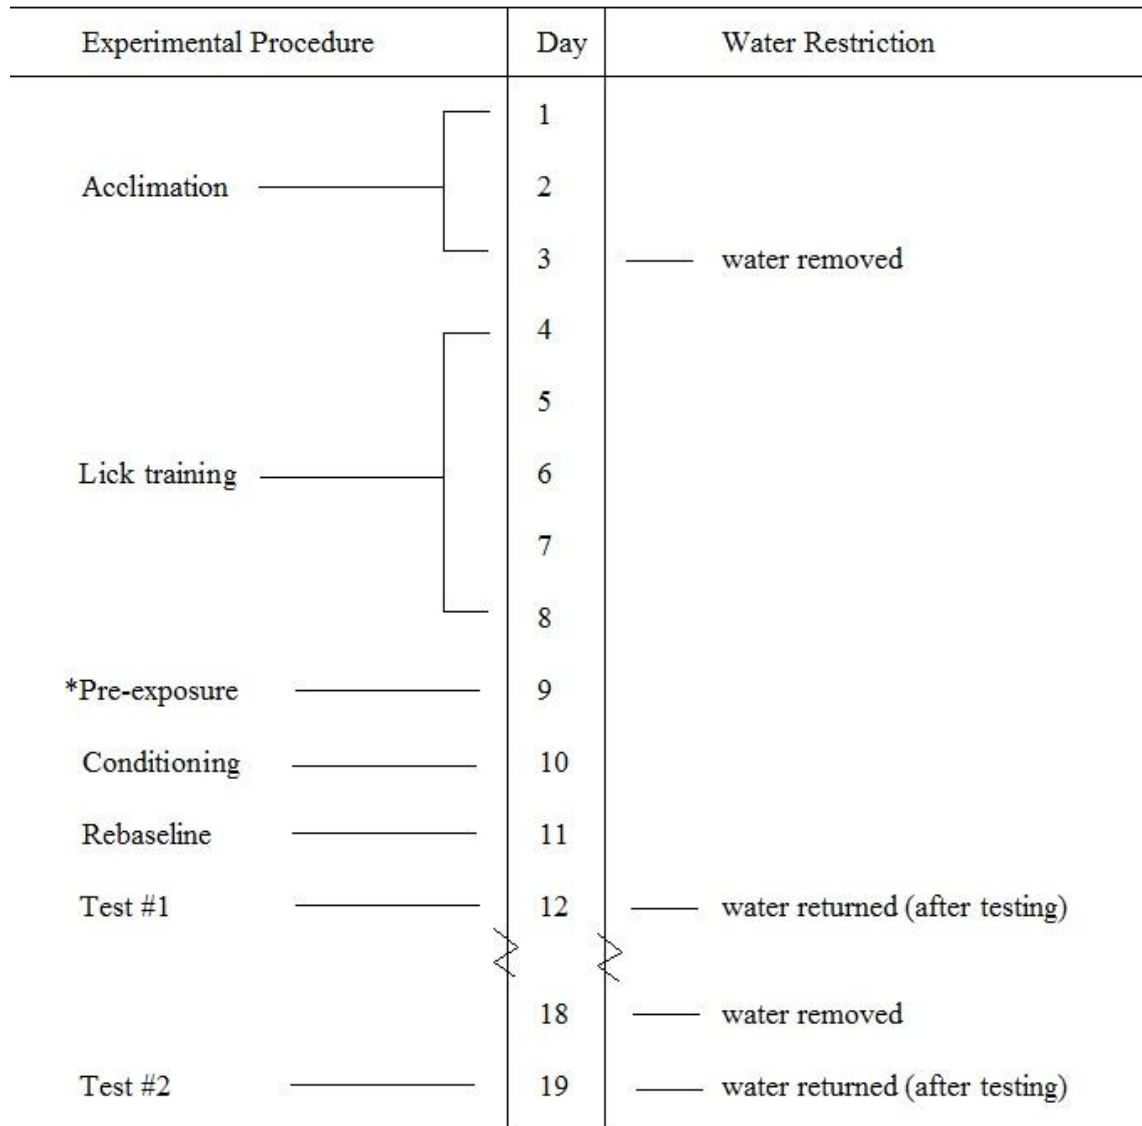 Experimental Procedure Day Water Restriction
1
Acclimation 2
3 water removed
4
5
Lick training 6
7
8
*Pre-exposure 9
Conditioning 10
Rebaseline 11
Test #1 12 water returned (after testing)
18 water removed
Test #2 19 water returned (after testing)